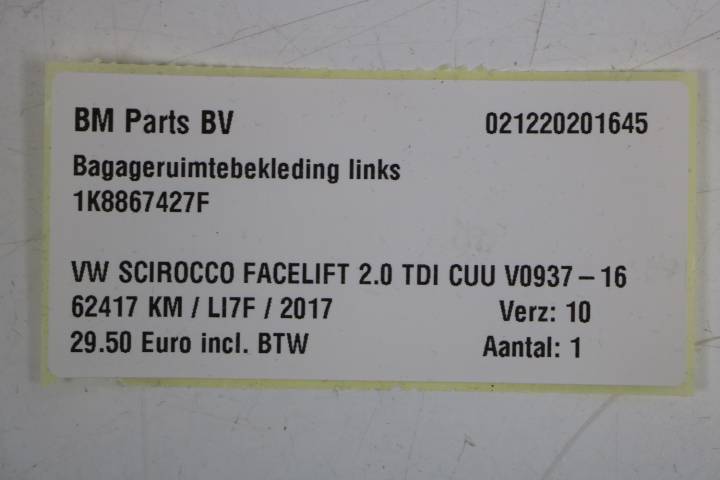 BM Parts BV 021220201645
Bagageruimtebekleding links
1K8867427F
VW SCIROCCO FACELIFT 2.0 TDI CUU V0937 – 16
62417 KM / LI7F / 2017 Verz: 10
29.50 Euro incl. BTW Aantal: 1